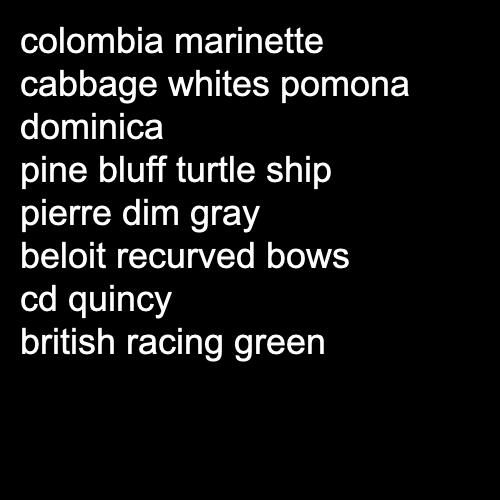 colombia marinette
cabbage whites pomona
dominica
pine bluff turtle ship
pierre dim gray
beloit recurved bows
cd quincy
british racing green